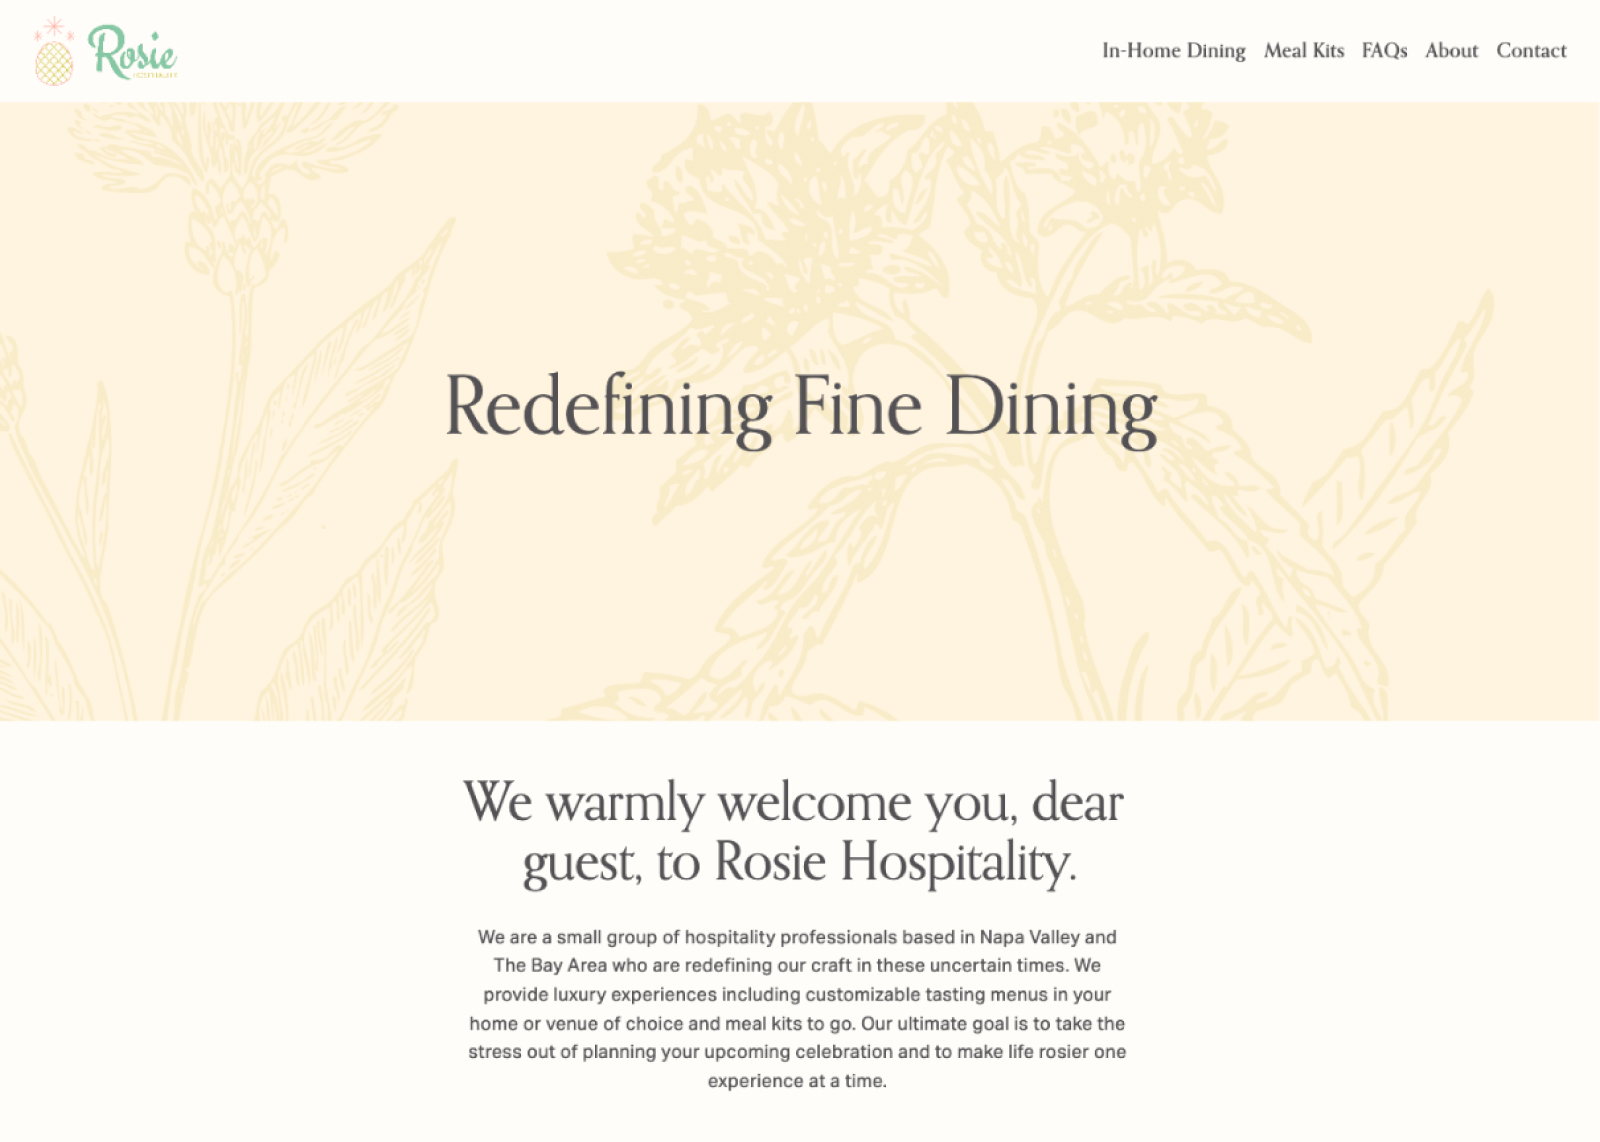 Rosie
HOSPITALITY
In-Home Dining Meal Kits FAQs About Contact
Redefining Fine Dining
We warmly welcome you, dear
guest, to Rosie Hospitality.
We are a small group of hospitality professionals based in Napa Valley and
The Bay Area who are redefining our craft in these uncertain times. We
provide luxury experiences including customizable tasting menus in your
home or venue of choice and meal kits to go. Our ultimate goal is to take the
stress out of planning your upcoming celebration and to make life rosier one
experience at a time.